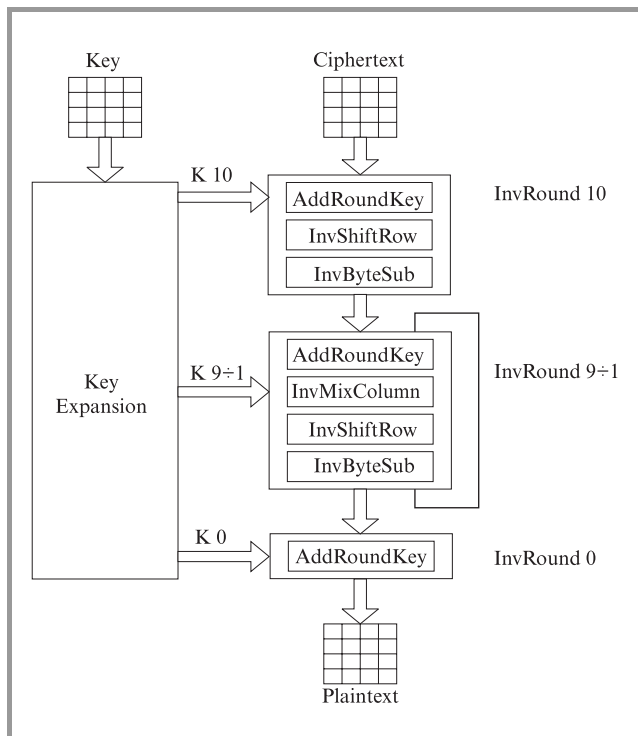 Key
Ciphertext
K 10
AddRoundKey
InvShiftRow
InvByteSub
InvRound 10
Key
Expansion
K 9÷1
AddRoundKey
InvMixColumn
InvShiftRow
InvByteSub
InvRound 9÷1
K 0
AddRoundKey
InvRound 0
Plaintext